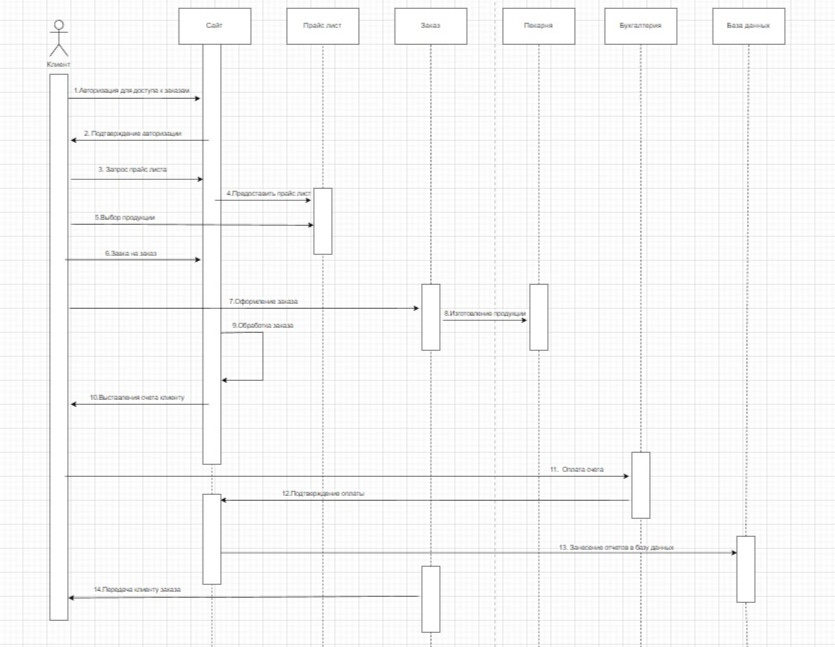 Сайт
Прайс лист
Заказ
Пекарня
Бухгалтерия
База данных
Клиент
1.Авторизация для доступа к заказам
2. Подтверждение авторизации
3. Запрос прайс листа
4.Предоставить прайс лист
5.Выбор продукции
6.Завка на заказ
7.Оформление заказа
8.Изготовление продукции
9.Обработка заказа
10.Выставления счета клиенту
11. Оплата счета
12.Подтверждение оплаты
13. Занесение отчетов в базу данных
14.Передача клиенту заказа